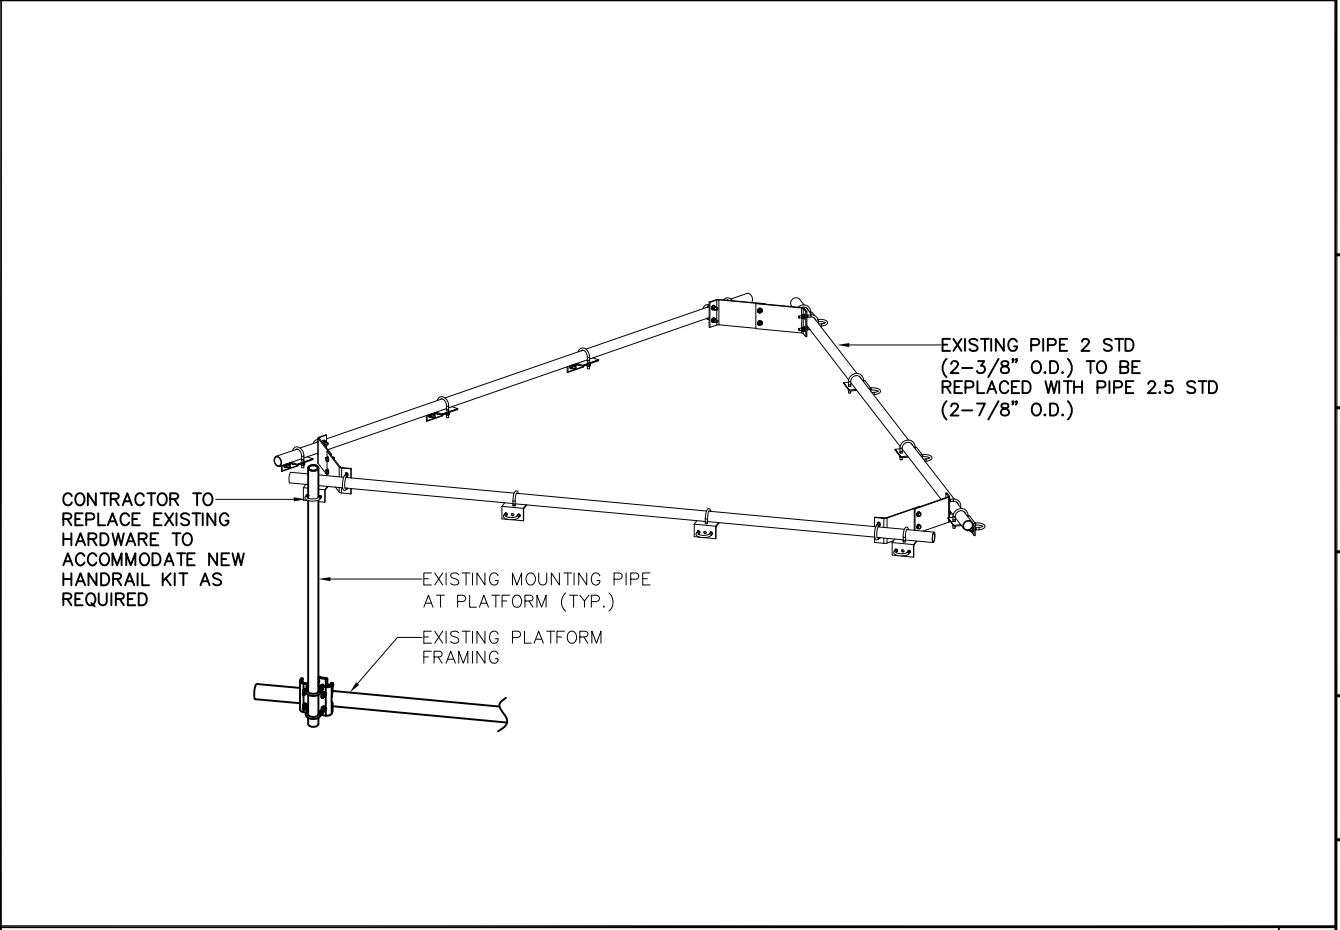 EXISTING PIPE 2 STD
(2-3/8" O.D.) TO BE
REPLACED WITH PIPE 2.5 STD
(2-7/8" O.D.)
CONTRACTOR TO
REPLACE EXISTING
HARDWARE TO
ACCOMMODATE NEW
HANDRAIL KIT AS
REQUIRED
EXISTING MOUNTING PIPE
AT PLATFORM (TYP.)
EXISTING PLATFORM
FRAMING